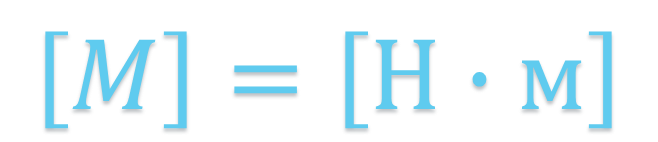 [M] = [Н · м]